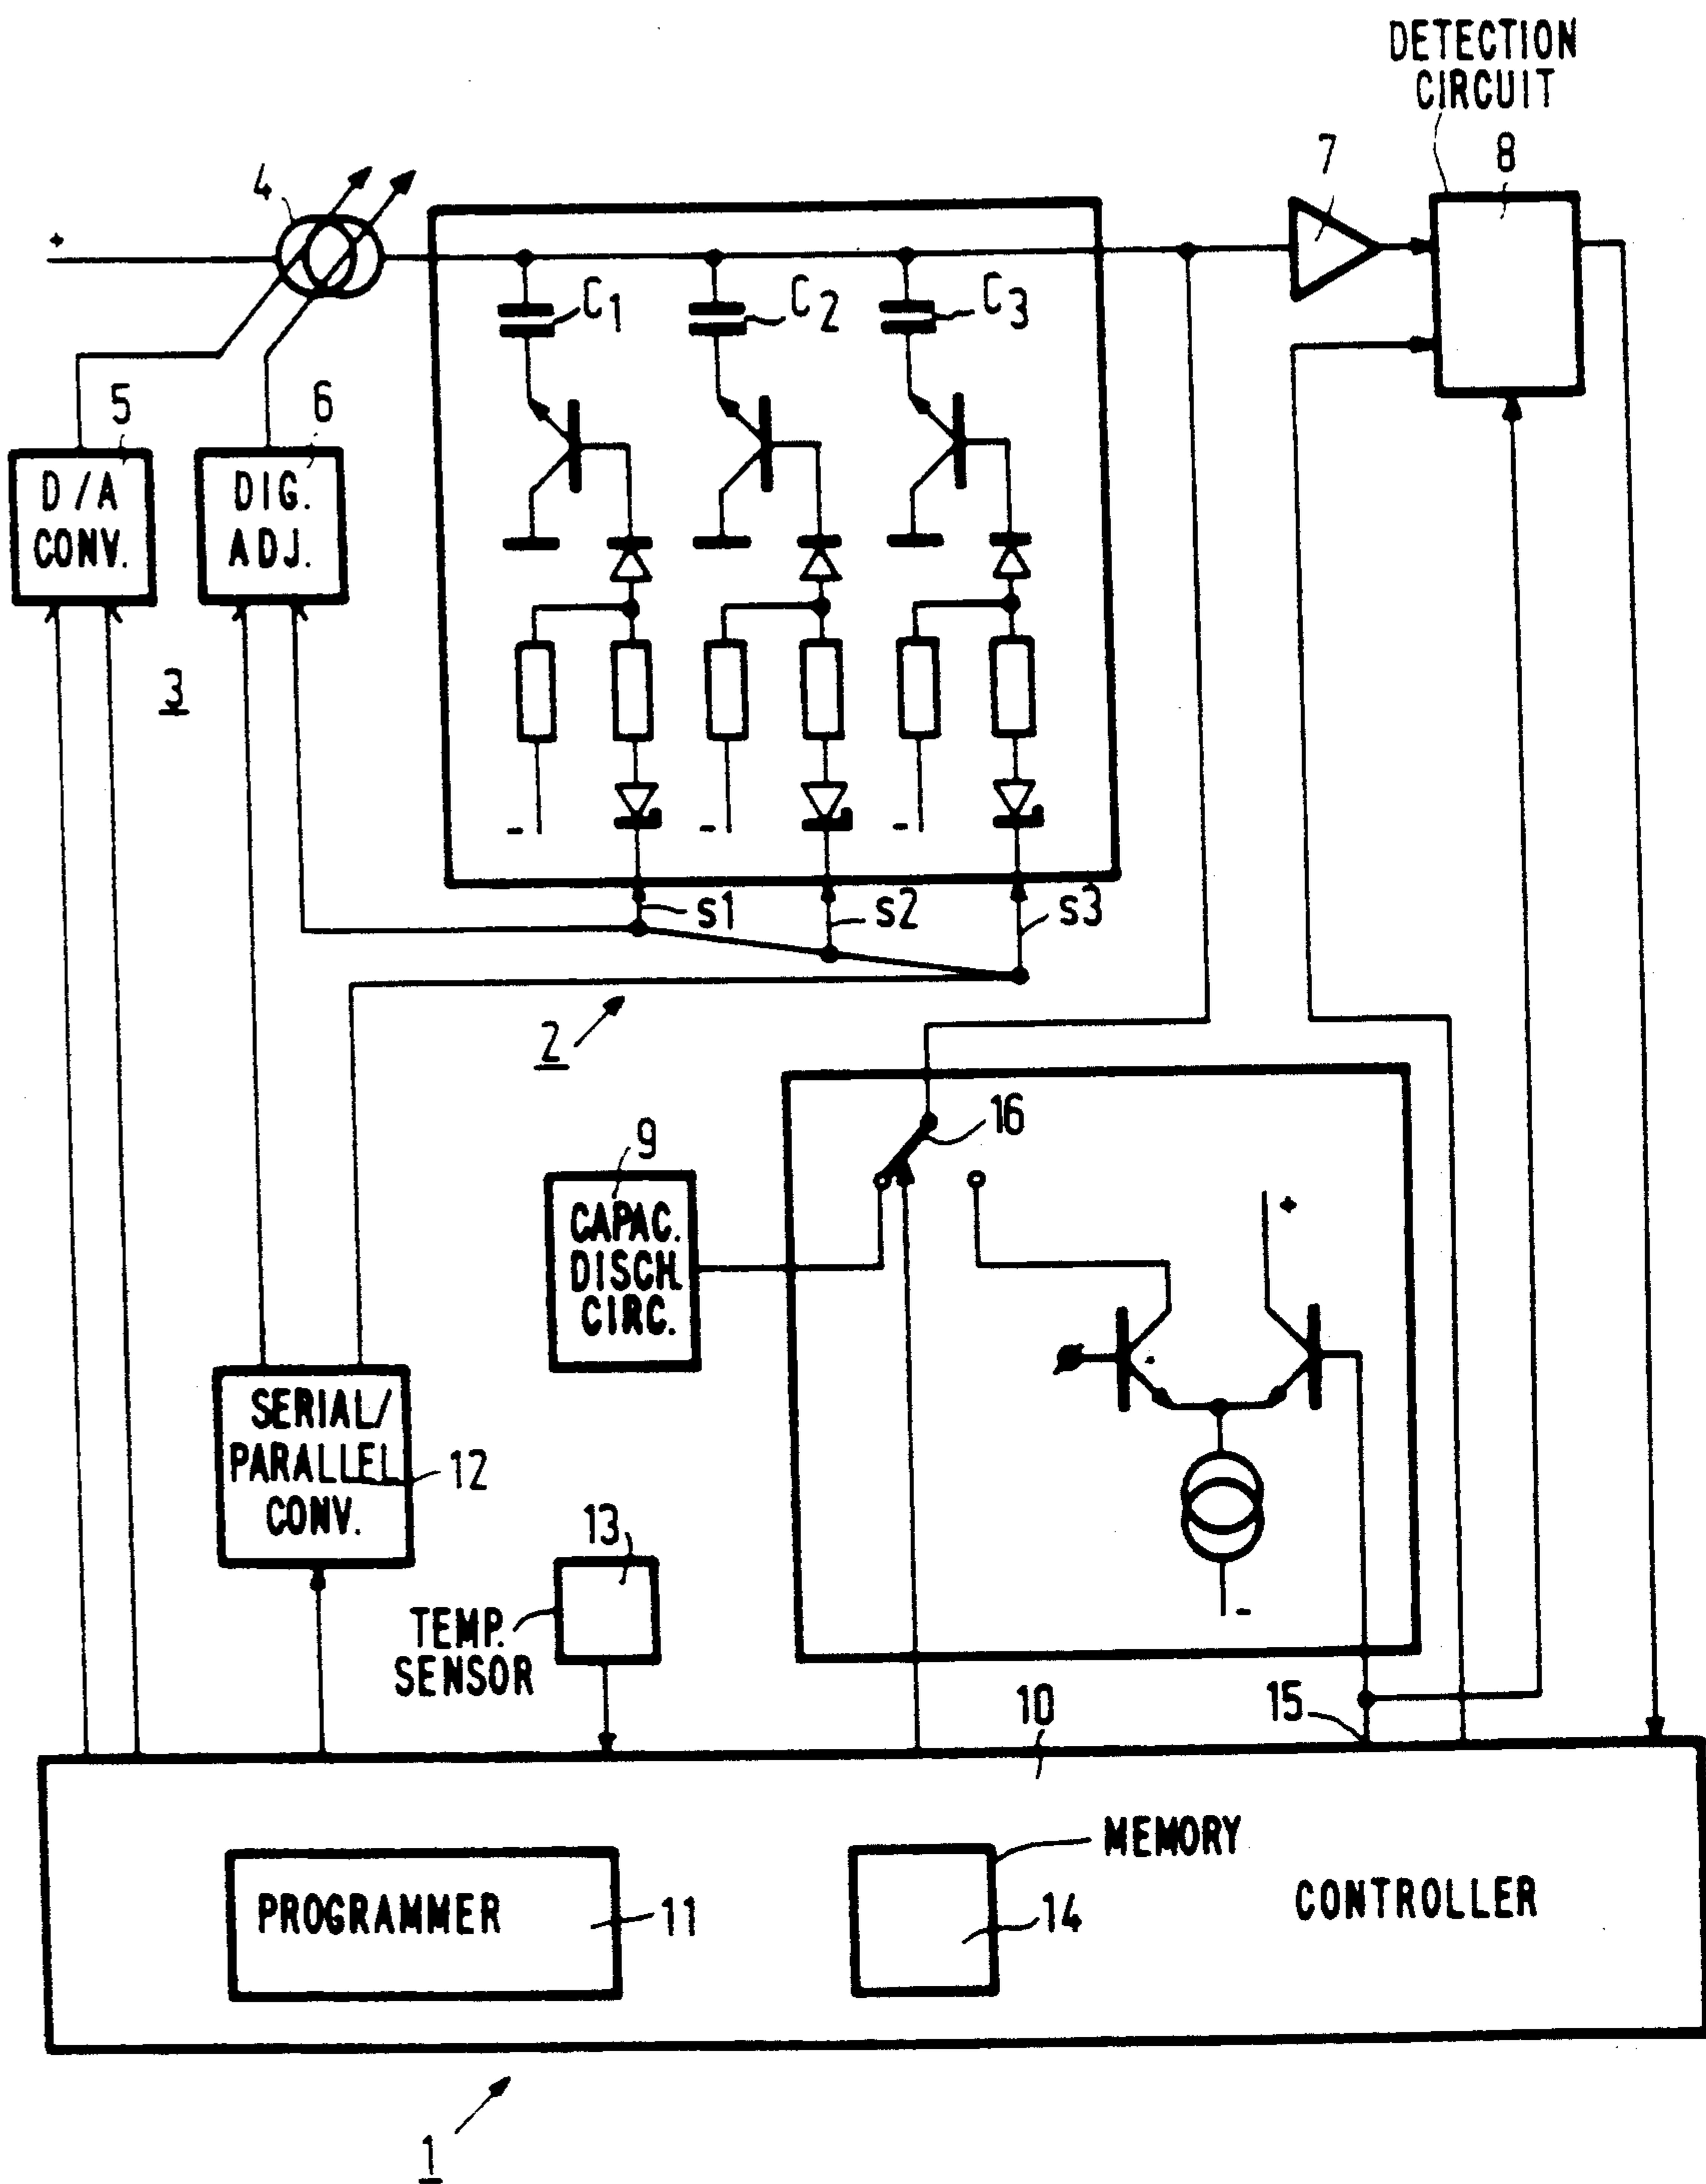 DETECTION
CIRCUIT
8
7
4
+
C1
C2
C3
5
D/A
CONV.
6
DIG.
ADJ.
3
-
-
-
s1
s2
s3
2
16
9
CAPAC.
DISCH.
CIRC.
+
SERIAL/
PARALLEL
CONV.
12
13
TEMP.
SENSOR
-
10
15
PROGRAMMER
11
MEMORY
14
CONTROLLER
1